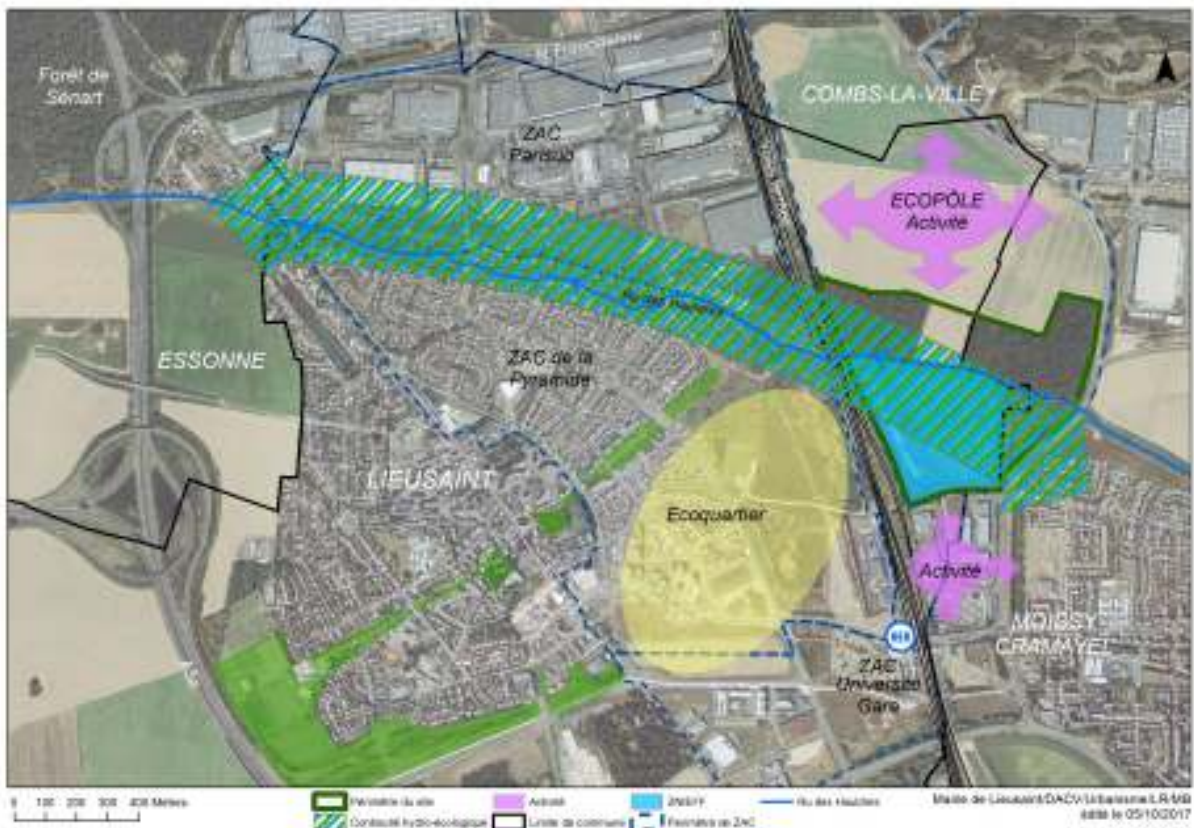 Forêt de
Sénart
COMBS-LA-VILLE
ZAC
Parisud
ECOPÔLE
Activité
ESSONNE
ZAC de la
Pyramide
LIEUSAINT
Ecoquartier
Activité
MOISSY
CRAMAYEL
ZAC
Université
Gare
0 100 200 300 400 Mètres
Périmètre du site
Activité
ZNIEFF
Ru des Hauldres
Continuité hydro-écologique
Limite de commune
Périmètre de ZAC
Mairie de Lieusaint/DACV/Urbanisme/LR/MB
édité le 05/10/2017